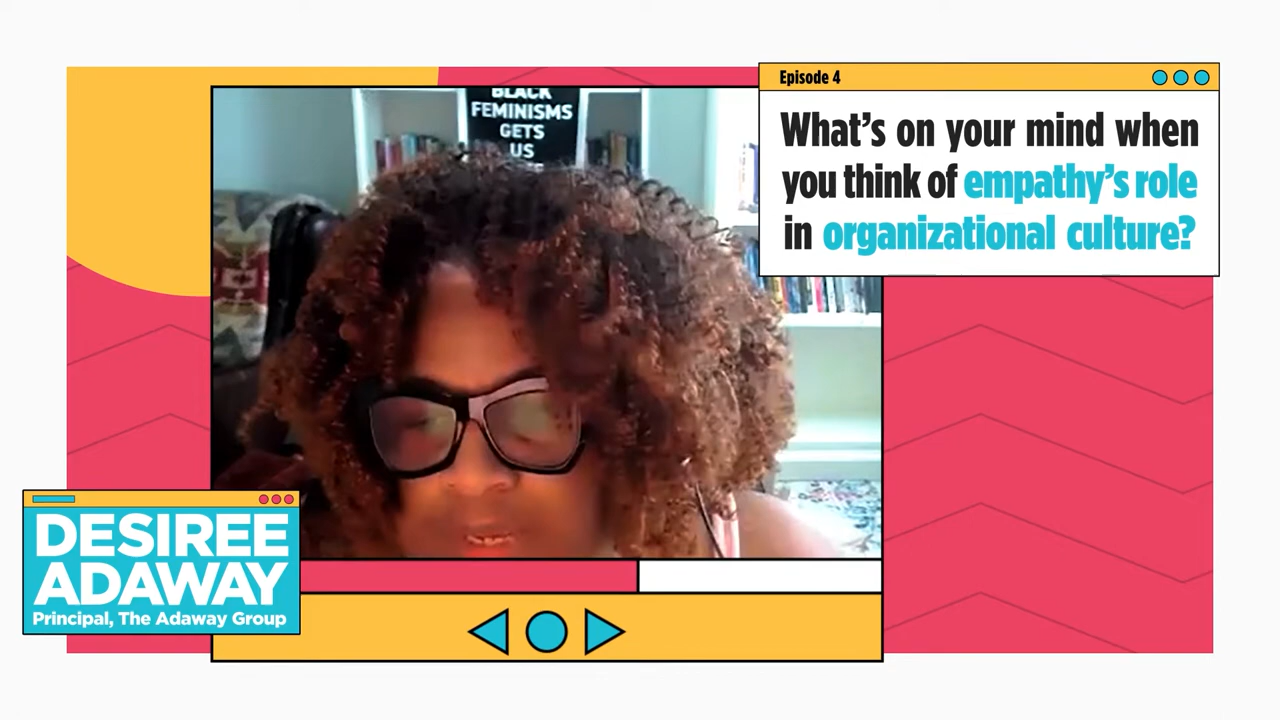 Episode 4
What's on your mind when
you think of empathy's role
in organizational culture?
BLACK
FEMINISMS
GETS
US
DESIREE
ADAWAY
Principal, The Adaway Group